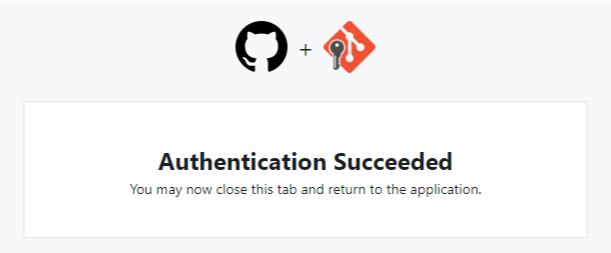 +
Authentication Succeeded
You may now close this tab and return to the application.